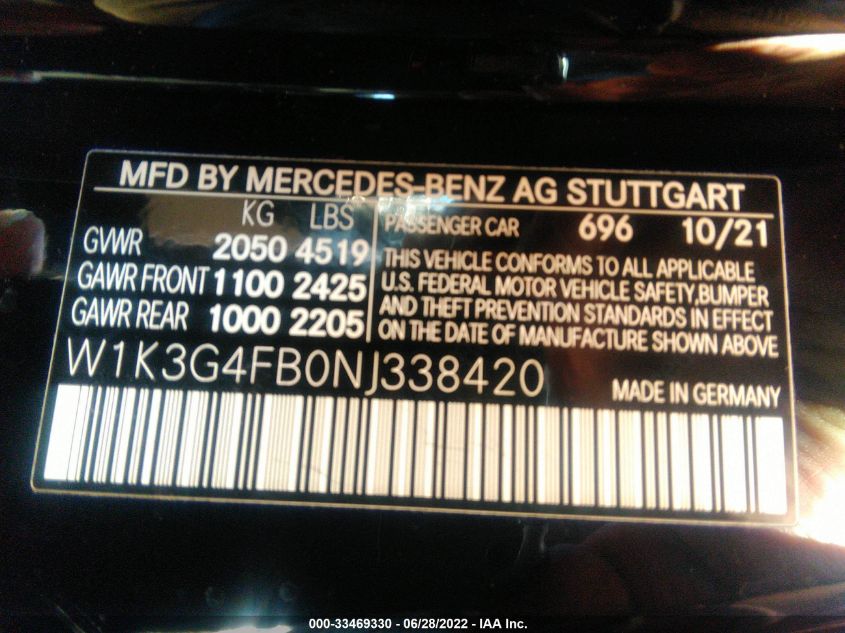 MFD BY MERCEDES-BENZ AG STUTTGART
KG LBS
GVWR 2050 4519
GAWR FRONT 1100 2425
GAWR REAR 1000 2205
PASSENGER CAR 696 10/21
THIS VEHICLE CONFORMS TO ALL APPLICABLE
U.S. FEDERAL MOTOR VEHICLE SAFETY, BUMPER
AND THEFT PREVENTION STANDARDS IN EFFECT
ON THE DATE OF MANUFACTURE SHOWN ABOVE
W1K3G4FB0NJ338420
MADE IN GERMANY
000-33469330 - 06/28/2022 - IAA Inc.